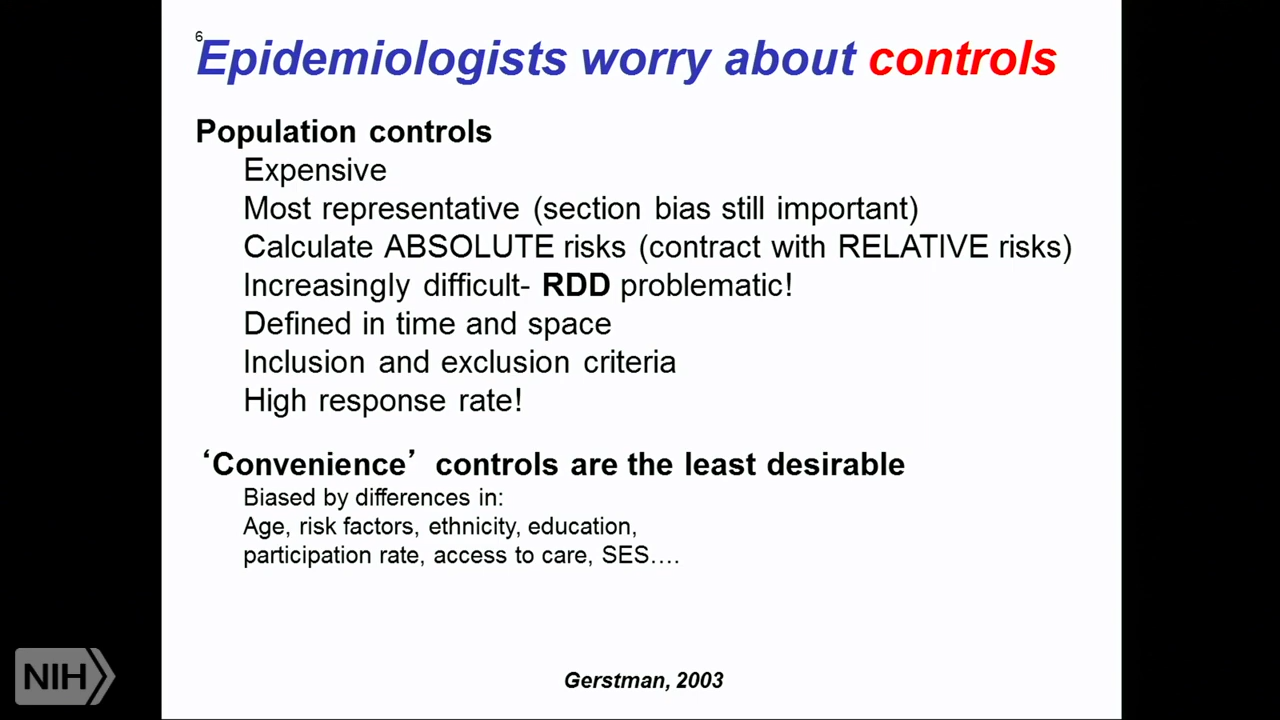 6
Epidemiologists worry about controls
Population controls
Expensive
Most representative (section bias still important)
Calculate ABSOLUTE risks (contract with RELATIVE risks)
Increasingly difficult- RDD problematic!
Defined in time and space
Inclusion and exclusion criteria
High response rate!
‘Convenience’ controls are the least desirable
Biased by differences in:
Age, risk factors, ethnicity, education,
participation rate, access to care, SES….
NIH
Gerstman, 2003